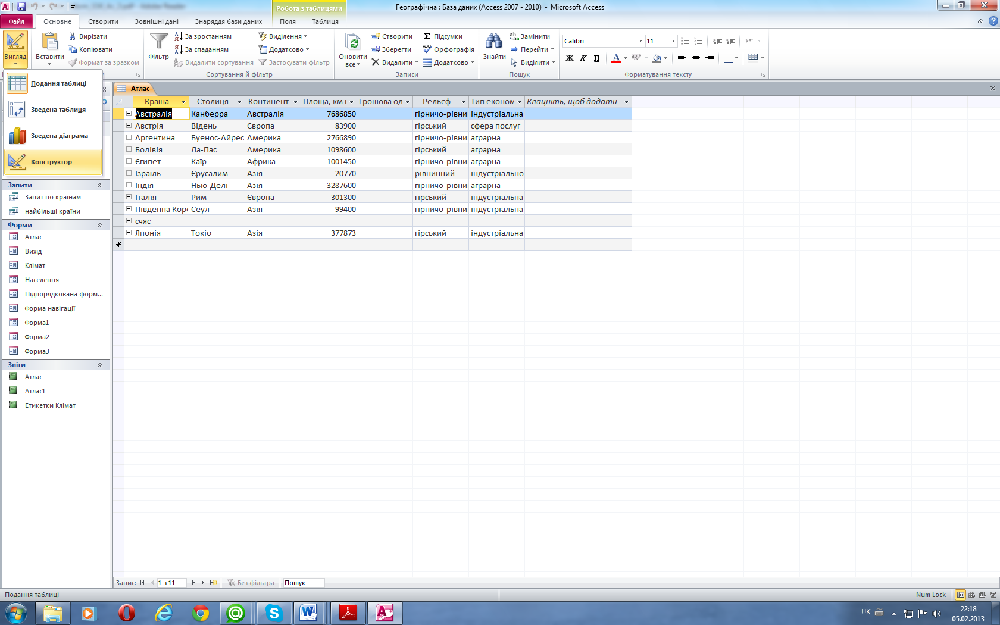 Робота з таблицями
Географічна : База даних (Access 2007 - 2010) - Microsoft Access
Файл Основне Створити Зовнішні дані Знаряддя бази даних Поля Таблиця
Вигляд
Вставити
Вирізати
Копіювати
Формат за зразком
Фільтр
За зростанням
За спаданням
Видалити сортування
Виділення
Додатково
Застосувати фільтр
Сортування й фільтр
Оновити все
Створити
Зберегти
Видалити
Підсумки
Орфографія
Додатково
Записи
Знайти
Замінити
Перейти
Виділити
Пошук
Calibri 11
Ж К П
Форматування тексту
Подання таблиці
Зведена таблиця
Зведена діаграма
Конструктор
Запити
Запит по країнам
найбільші країни
Форми
Атлас
Вихід
Клімат
Населення
Підпорядкована форм...
Форма навігації
Форма1
Форма2
Форма3
Звіти
Атлас
Атлас1
Етикетки Клімат
Атлас
Країна Столиця Континент Площа, км Грошова од Рельєф Тип економ Клацніть, щоб додати
Австралія Канберра Австралія 7686850 гірничо-рівни індустріальна
Австрія Відень Європа 83900 гірський сфера послуг
Аргентина Буенос-Айрес Америка 2766890 гірничо-рівни аграрна
Болівія Ла-Пас Америка 1098600 гірський аграрна
Єгипет Каїр Африка 1001450 гірничо-рівни аграрна
Ізраїль Єрусалим Азія 20770 рівнинний індустріально
Індія Нью-Делі Азія 3287600 гірничо-рівни аграрна
Італія Рим Європа 301300 гірський індустріальна
Південна Коре Сеул Азія 99400 гірничо-рівни індустріальна
счяс
Японія Токіо Азія 377873 гірський індустріальна
Запис: 1 з 11 Без фільтра Пошук
Подання таблиці Num Lock
UK
22:18
05.02.2013